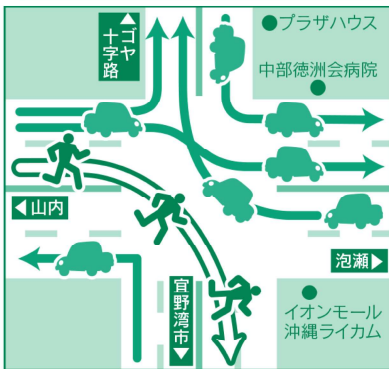 ▲ゴヤ十字路
●プラザハウス
中部徳洲会病院
◀山内
泡瀬▶
宜野湾市▼
イオンモール
沖縄ライカム